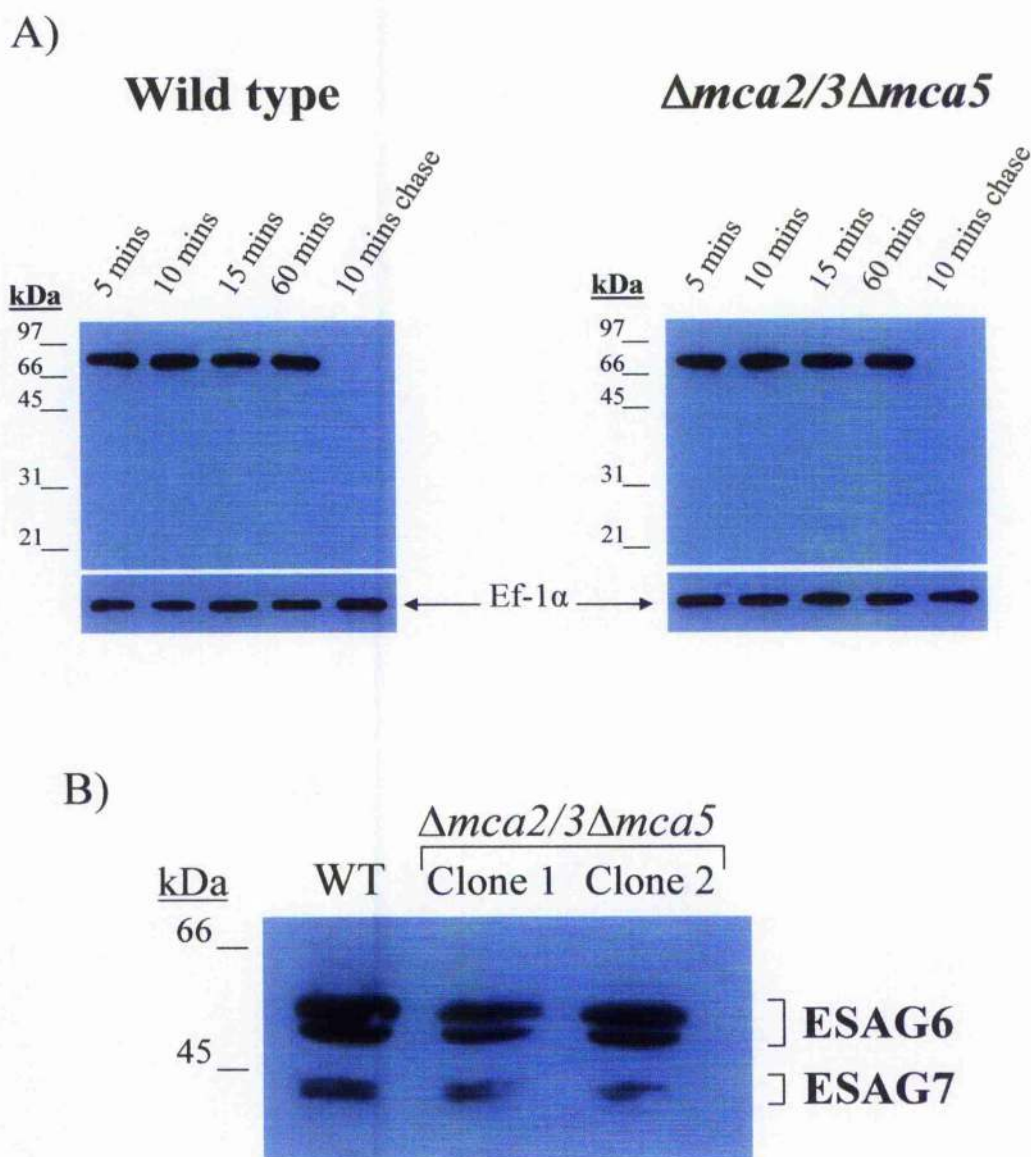 A)
Wild type
Δmca2/3Δmca5
5 mins
10 mins
15 mins
60 mins
10 mins chase
5 mins
10 mins
15 mins
60 mins
10 mins chase
kDa
97
66
45
31
21
kDa
97
66
45
31
21
Ef-1α
B)
Δmca2/3Δmca5
kDa
WT
Clone 1
Clone 2
66
45
ESAG6
ESAG7